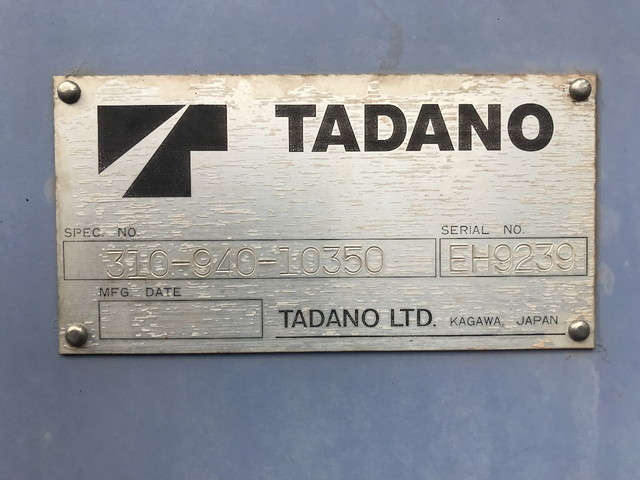 TADANO
SPEC. NO.
310-940-10350
SERIAL NO.
EH9239
MFG. DATE
TADANO LTD. KAGAWA, JAPAN